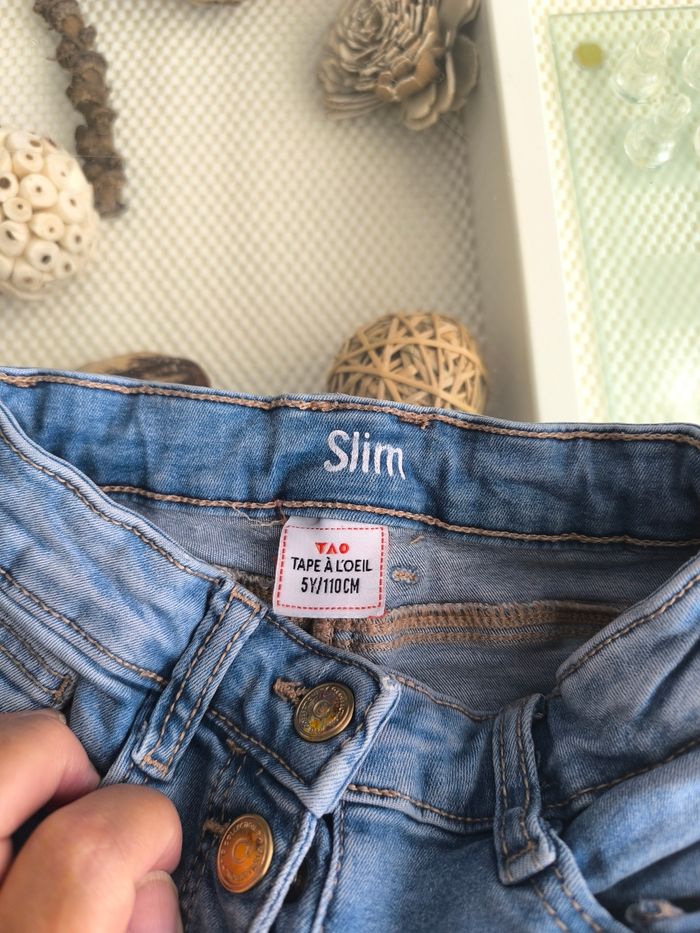 Slim
TAO
TAPE À L'OEIL
5Y/110CM